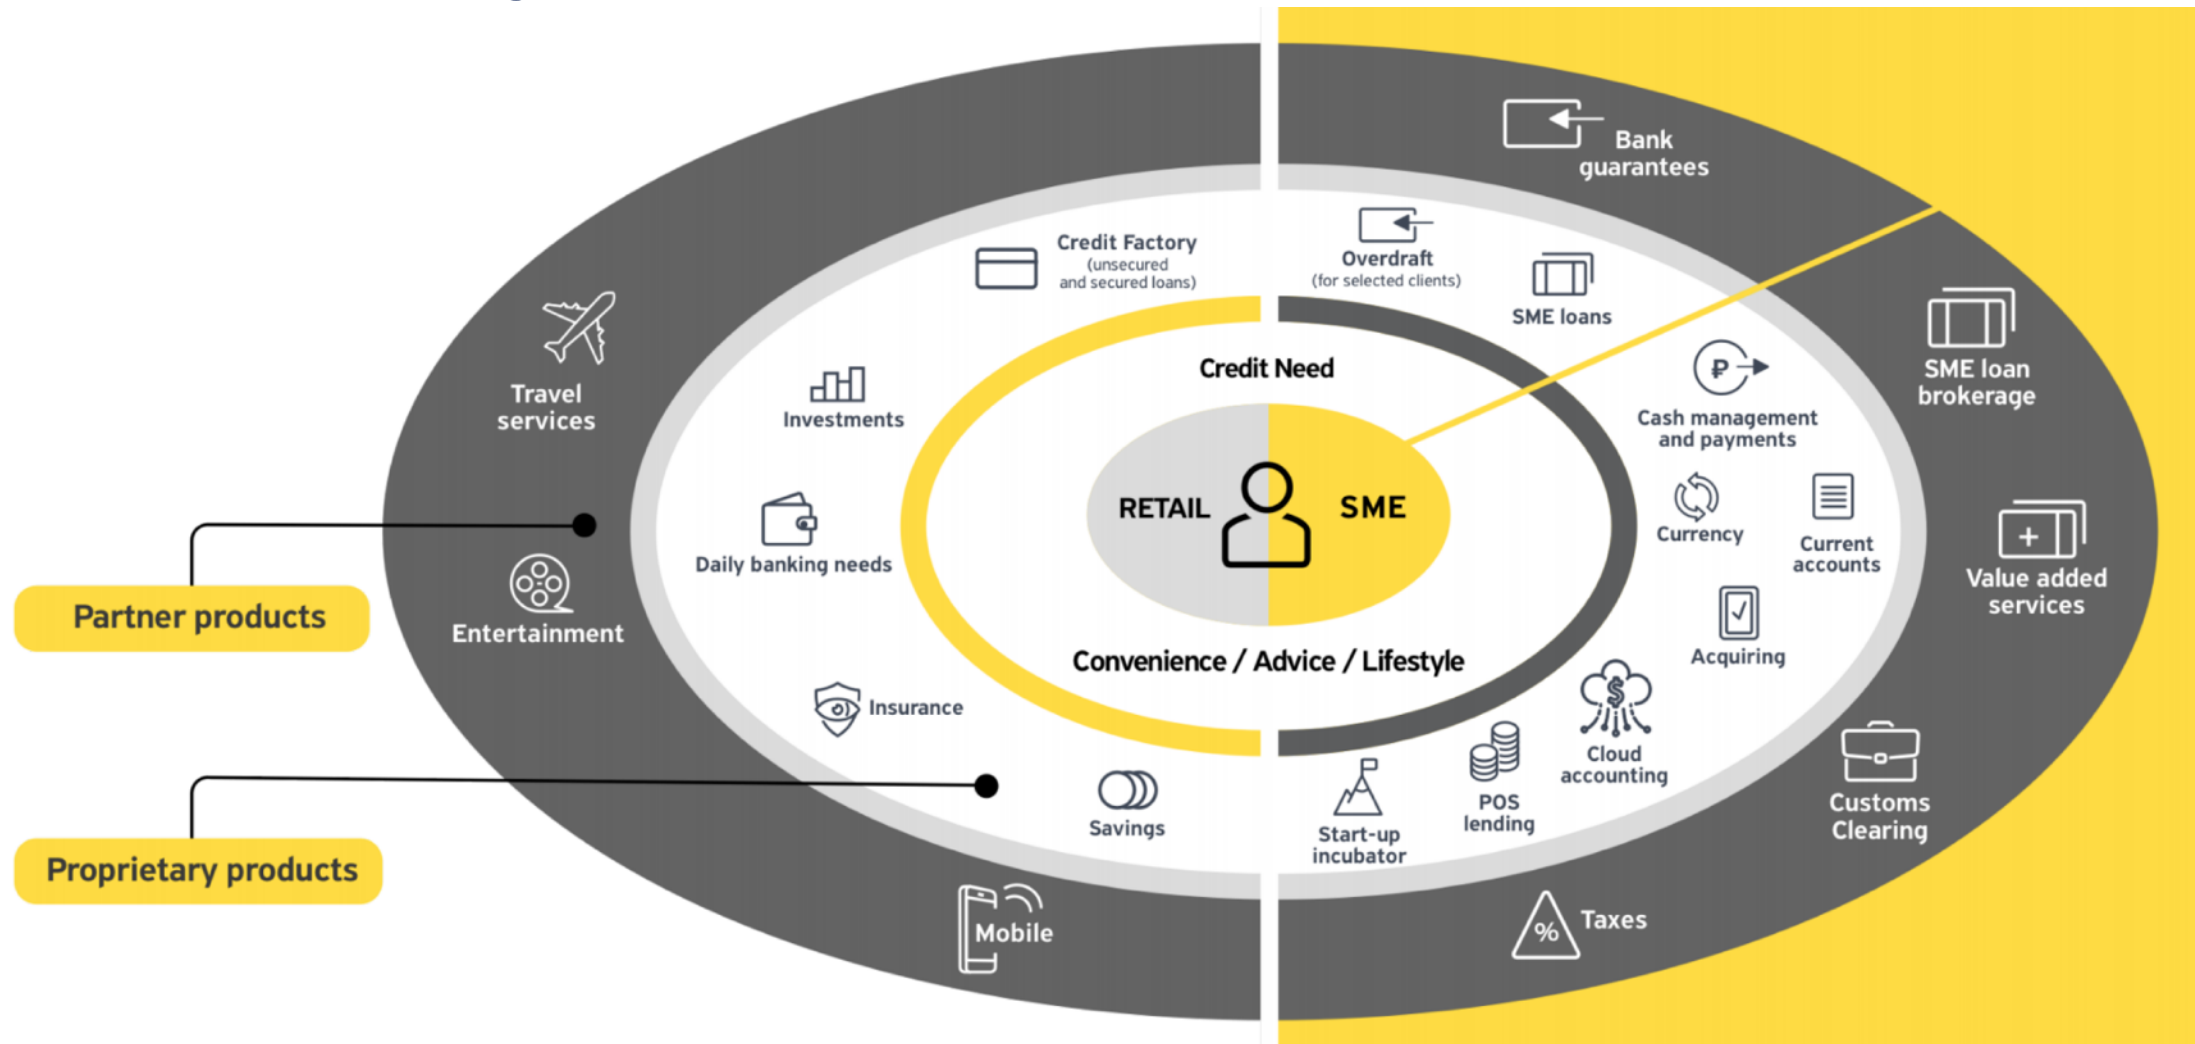 Bank
guarantees
Credit Factory
(unsecured
and secured loans)
Overdraft
(for selected clients)
SME loans
Credit Need
Travel
services
Investments
₽
Cash management
and payments
SME loan
brokerage
RETAIL
SME
Currency
Current
accounts
Daily banking needs
Value added
services
Partner products
Entertainment
Acquiring
Convenience / Advice / Lifestyle
Insurance
$
Cloud
accounting
POS
lending
Start-up
incubator
Savings
Customs
Clearing
Proprietary products
Mobile
%
Taxes